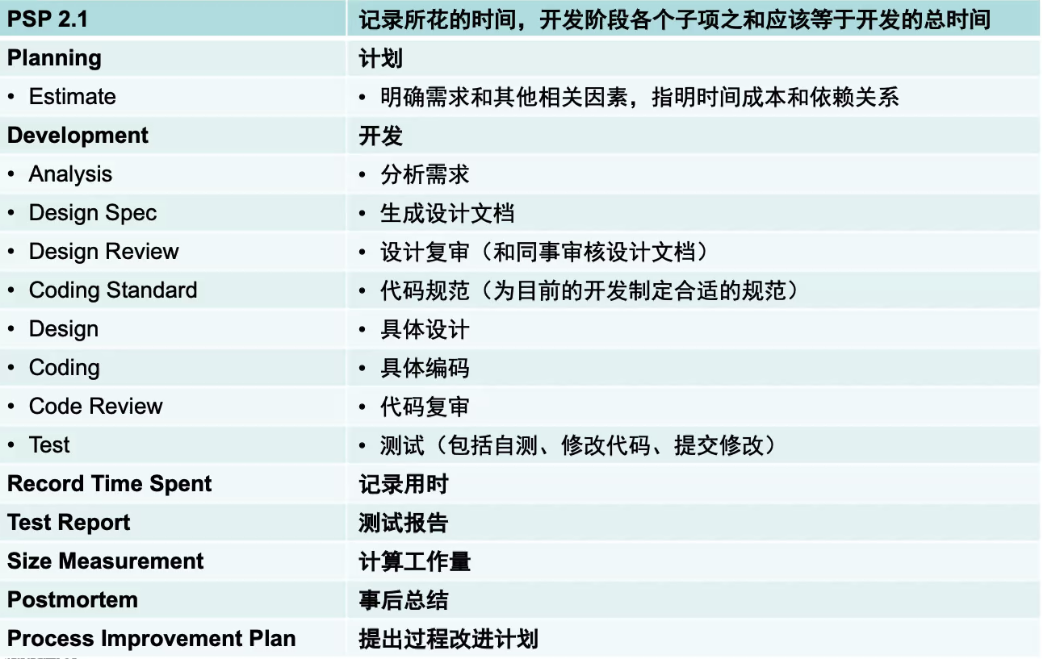 PSP 2.1 记录所花的时间，开发阶段各个子项之和应该等于开发的总时间
Planning 计划
• Estimate • 明确需求和其他相关因素，指明时间成本和依赖关系
Development 开发
• Analysis • 分析需求
• Design Spec • 生成设计文档
• Design Review • 设计复审（和同事审核设计文档）
• Coding Standard • 代码规范（为目前的开发制定合适的规范）
• Design • 具体设计
• Coding • 具体编码
• Code Review • 代码复审
• Test • 测试（包括自测、修改代码、提交修改）
Record Time Spent 记录用时
Test Report 测试报告
Size Measurement 计算工作量
Postmortem 事后总结
Process Improvement Plan 提出过程改进计划